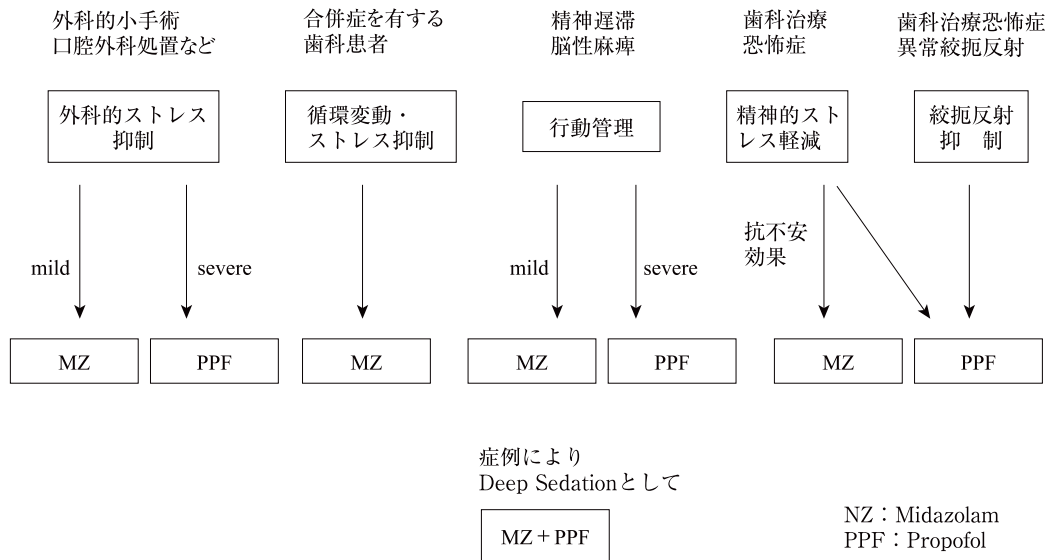 外科的小手術
口腔外科処置など
合併症を有する
歯科患者
精神遅滞
脳性麻痺
歯科治療
恐怖症
歯科治療恐怖症
異常絞扼反射
外科的ストレス
抑制
循環変動・
ストレス抑制
行動管理
精神的スト
レス軽減
絞扼反射
抑 制
mild
severe
mild
severe
抗不安
効果
MZ
PPF
MZ
MZ
PPF
MZ
PPF
症例により
Deep Sedationとして
MZ+PPF
NZ：Midazolam
PPF：Propofol